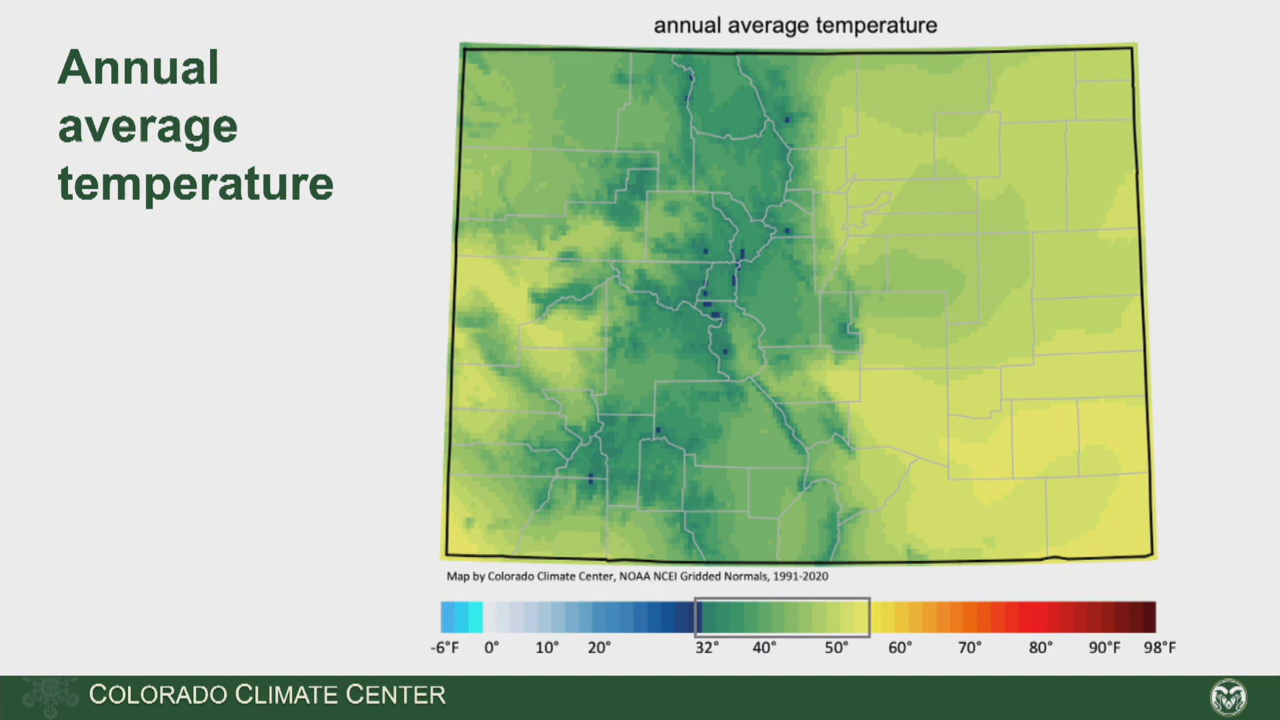 annual average temperature
Annual
average
temperature
Map by Colorado Climate Center, NOAA NCEI Gridded Normals, 1991-2020
-6°F 0° 10° 20° 32° 40° 50° 60° 70° 80° 90°F 98°F
COLORADO CLIMATE CENTER